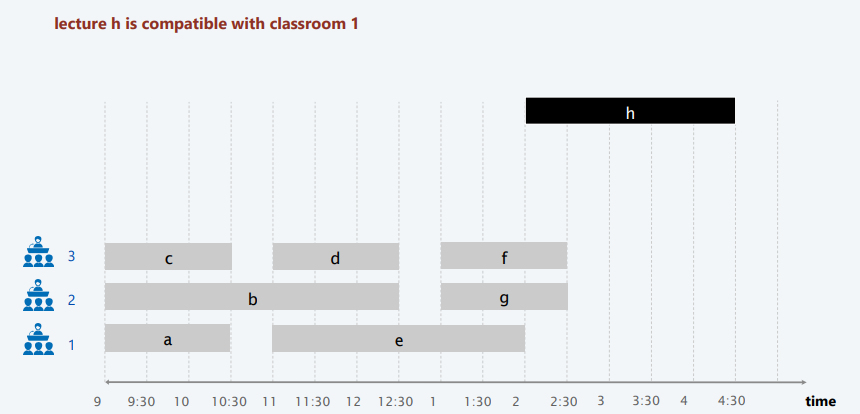 lecture h is compatible with classroom 1
h
3 c d f
2 b g
1 a e
9 9:30 10 10:30 11 11:30 12 12:30 1 1:30 2 2:30 3 3:30 4 4:30 time